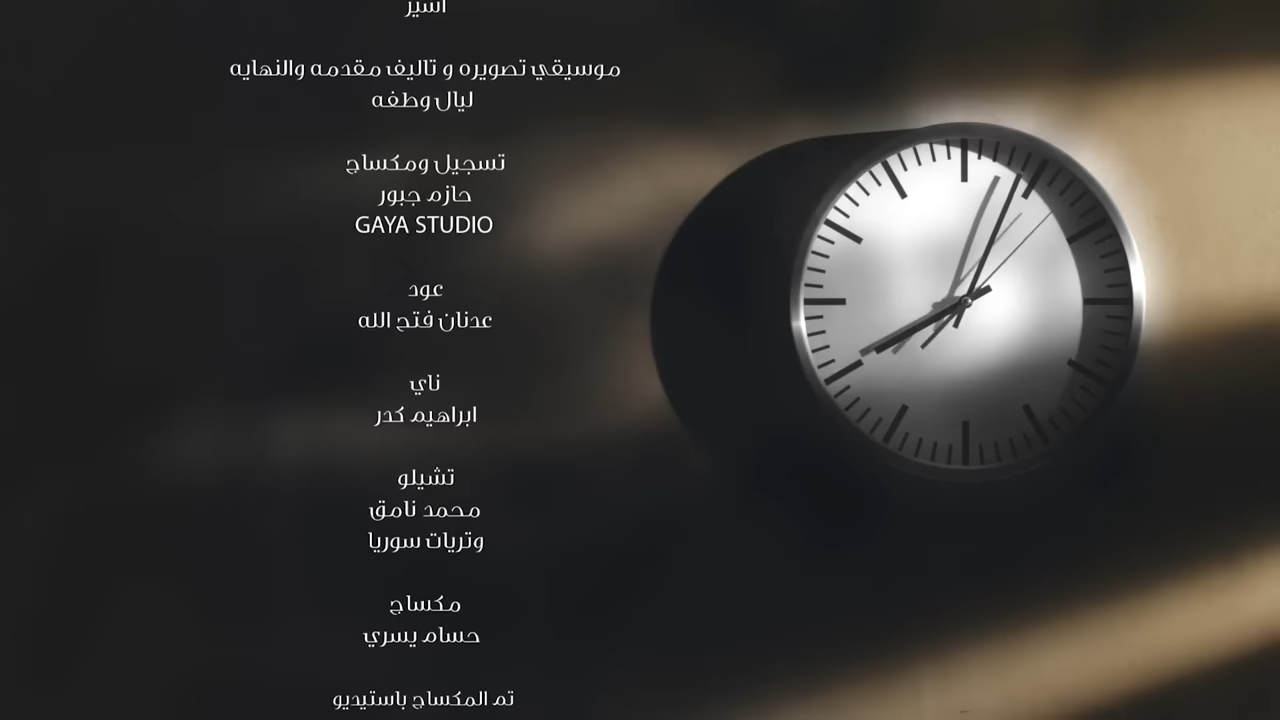 أسير
موسيقي تصويره و تاليف مقدمه والنهايه
ليال وطفه
تسجيل ومكساج
حازم جبور
GAYA STUDIO
عود
عدنان فتح الله
ناي
ابراهيم كدر
تشيلو
محمد نامق
وتريات سوريا
مكساج
حسام يسري
تم المكساج باستيديو